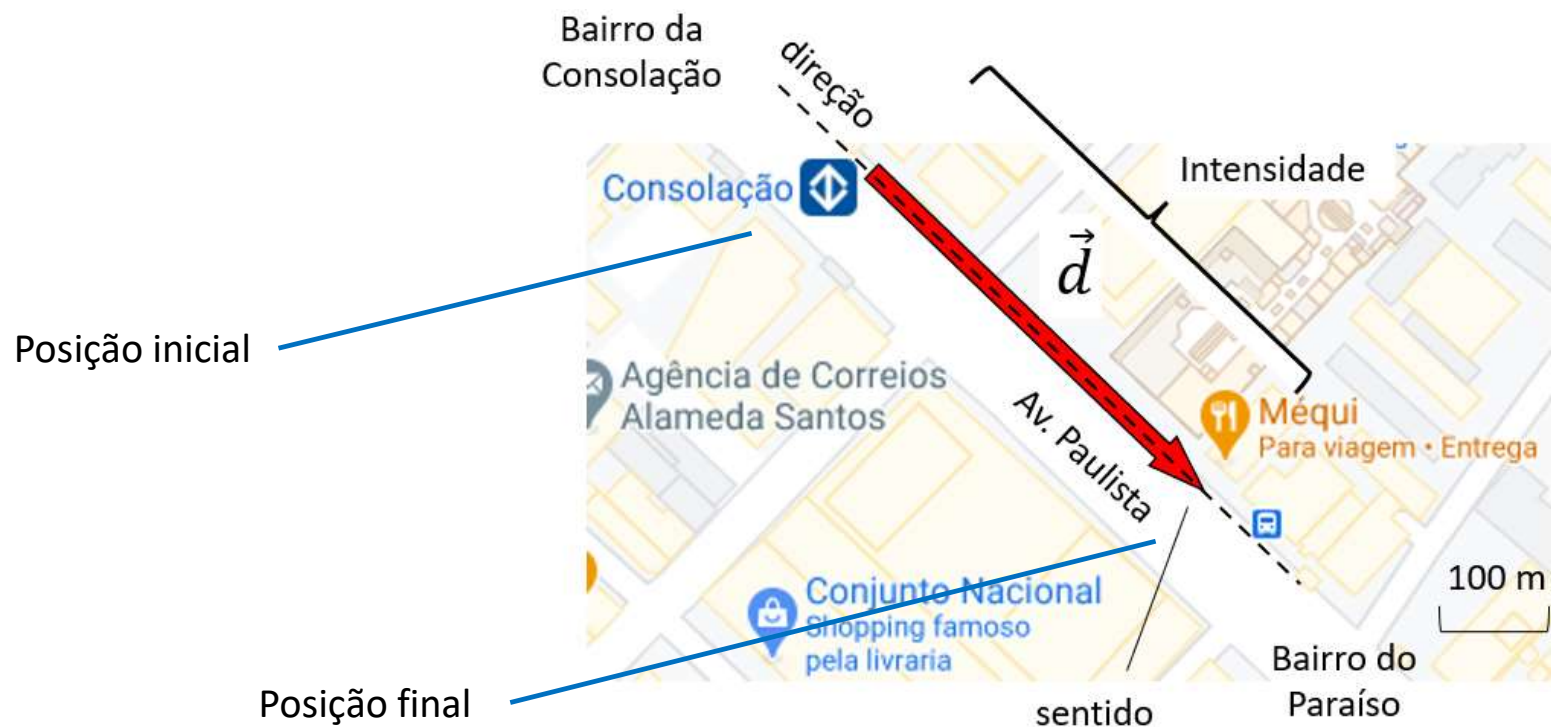 Bairro da
Consolação
direção
Intensidade
Consolação
d
Posição inicial
Agência de Correios
Alameda Santos
Av. Paulista
Méqui
Para viagem • Entrega
100 m
Conjunto Nacional
Shopping famoso
pela livraria
Bairro do
Paraíso
Posição final
sentido